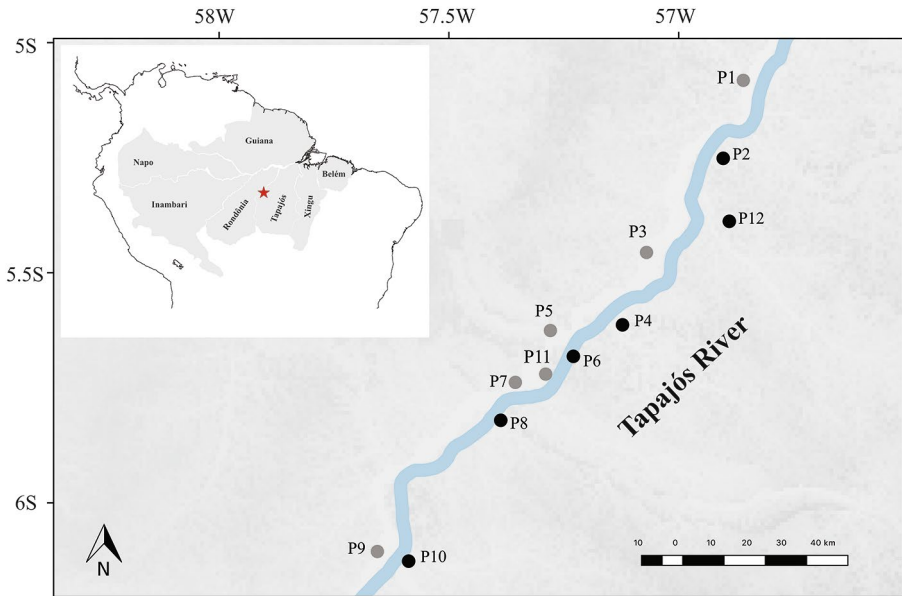 58W 57.5W 57W
5S
5.5S
6S
Guiana
Napo
Belém
Inambari
Rondônia
Tapajós
Xingu
P1
P2
P12
P3
P5
P4
P11
P6
P7
P8
P9
P10
Tapajós River
N
10 0 10 20 30 40 km